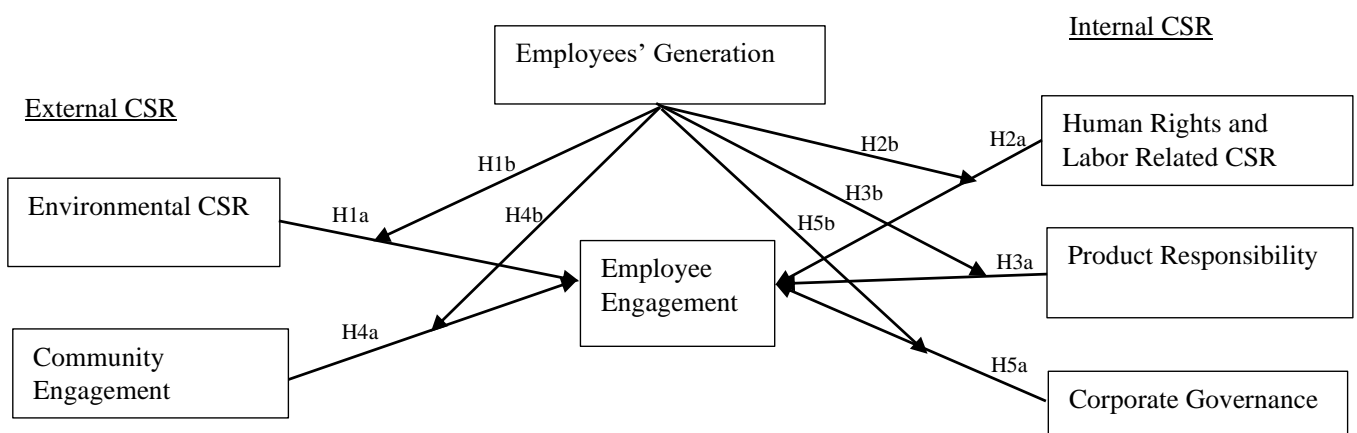 Internal CSR
Employees' Generation
External CSR
Human Rights and
Labor Related CSR
H2a
H2b
H1b
H3b
Environmental CSR
H1a
H4b
H5b
Employee
Engagement
Product Responsibility
H3a
H4a
Community
Engagement
H5a
Corporate Governance